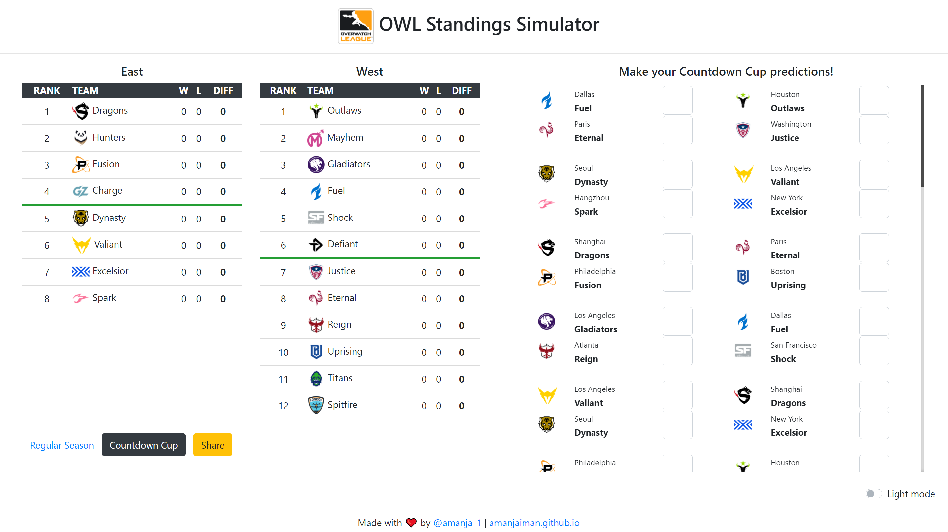 OVERWATCH
LEAGUE
OWL Standings Simulator
East
RANK TEAM W L DIFF
1 Dragons 0 0 0
2 Hunters 0 0 0
3 Fusion 0 0 0
4 GZ Charge 0 0 0
5 Dynasty 0 0 0
6 Valiant 0 0 0
7 Excelsior 0 0 0
8 Spark 0 0 0
West
RANK TEAM W L DIFF
1 Outlaws 0 0 0
2 Mayhem 0 0 0
3 Gladiators 0 0 0
4 Fuel 0 0 0
5 SF Shock 0 0 0
6 Defiant 0 0 0
7 Justice 0 0 0
8 Eternal 0 0 0
9 Reign 0 0 0
10 Uprising 0 0 0
11 Titans 0 0 0
12 Spitfire 0 0 0
Regular Season Countdown Cup Share
Make your Countdown Cup predictions!
Dallas
Fuel
Paris
Eternal
Houston
Outlaws
Washington
Justice
Seoul
Dynasty
Hangzhou
Spark
Los Angeles
Valiant
New York
Excelsior
Shanghai
Dragons
Philadelphia
Fusion
Paris
Eternal
Boston
Uprising
Los Angeles
Gladiators
Atlanta
Reign
Dallas
Fuel
SF
San Francisco
Shock
Los Angeles
Valiant
Seoul
Dynasty
Shanghai
Dragons
New York
Excelsior
Philadelphia
Houston
Light mode
Made with ❤️ by @amanja_1 | amanjaiman.github.io